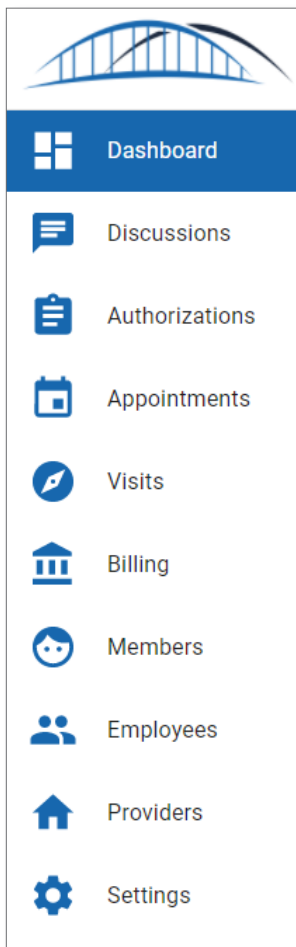 Dashboard
Discussions
Authorizations
Appointments
Visits
Billing
Members
Employees
Providers
Settings